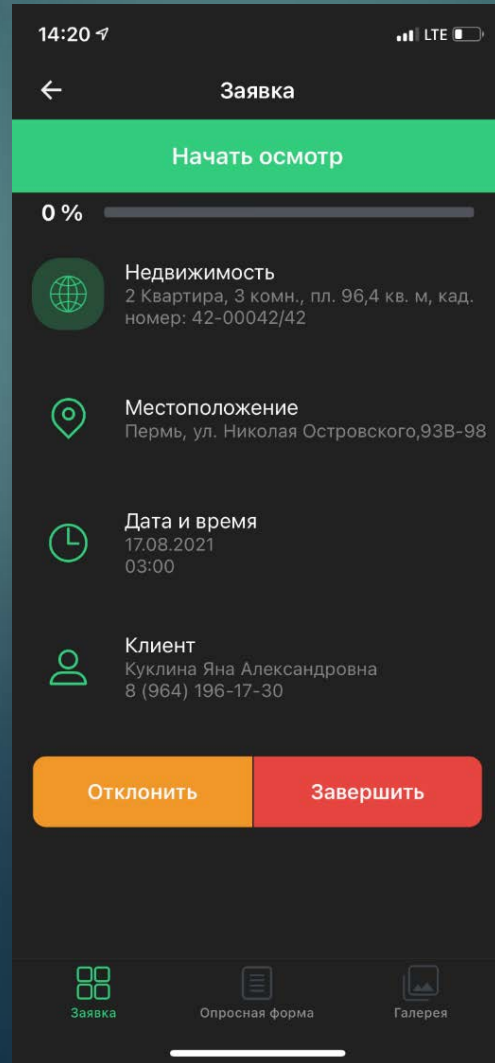 14:20
LTE
Заявка
Начать осмотр
0 %
Недвижимость
2 Квартира, 3 комн., пл. 96,4 кв. м, кад.
номер: 42-00042/42
Местоположение
Пермь, ул. Николая Островского,93В-98
Дата и время
17.08.2021
03:00
Клиент
Куклина Яна Александровна
8 (964) 196-17-30
Отклонить
Завершить
Заявка
Опросная форма
Галерея